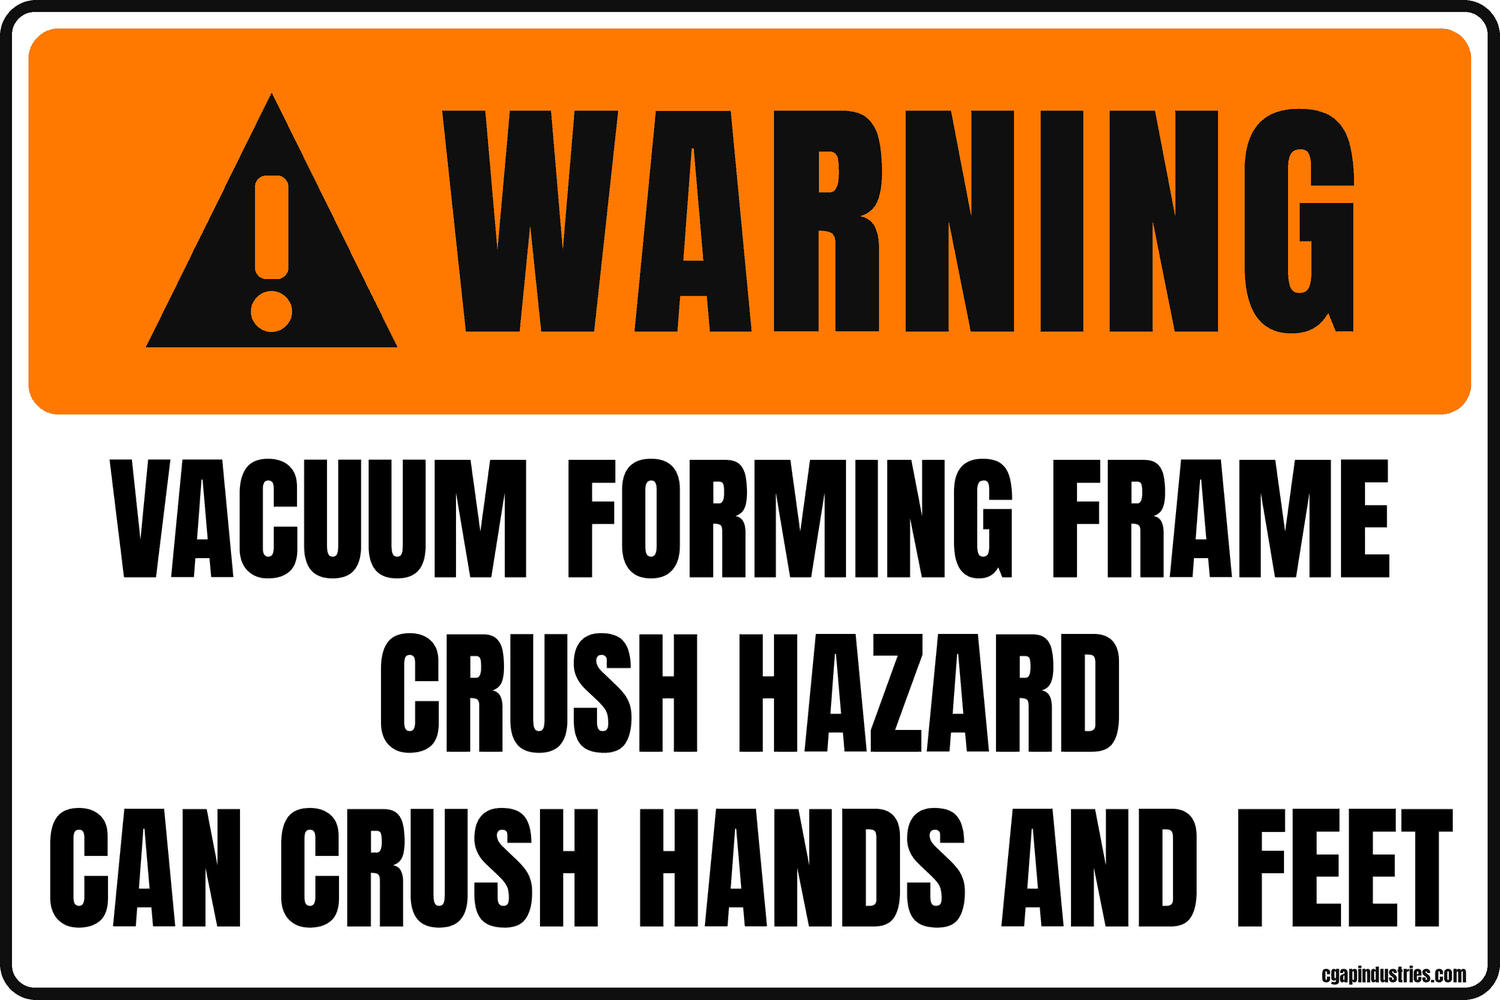 WARNING
VACUUM FORMING FRAME
CRUSH HAZARD
CAN CRUSH HANDS AND FEET
cgapindustries.com